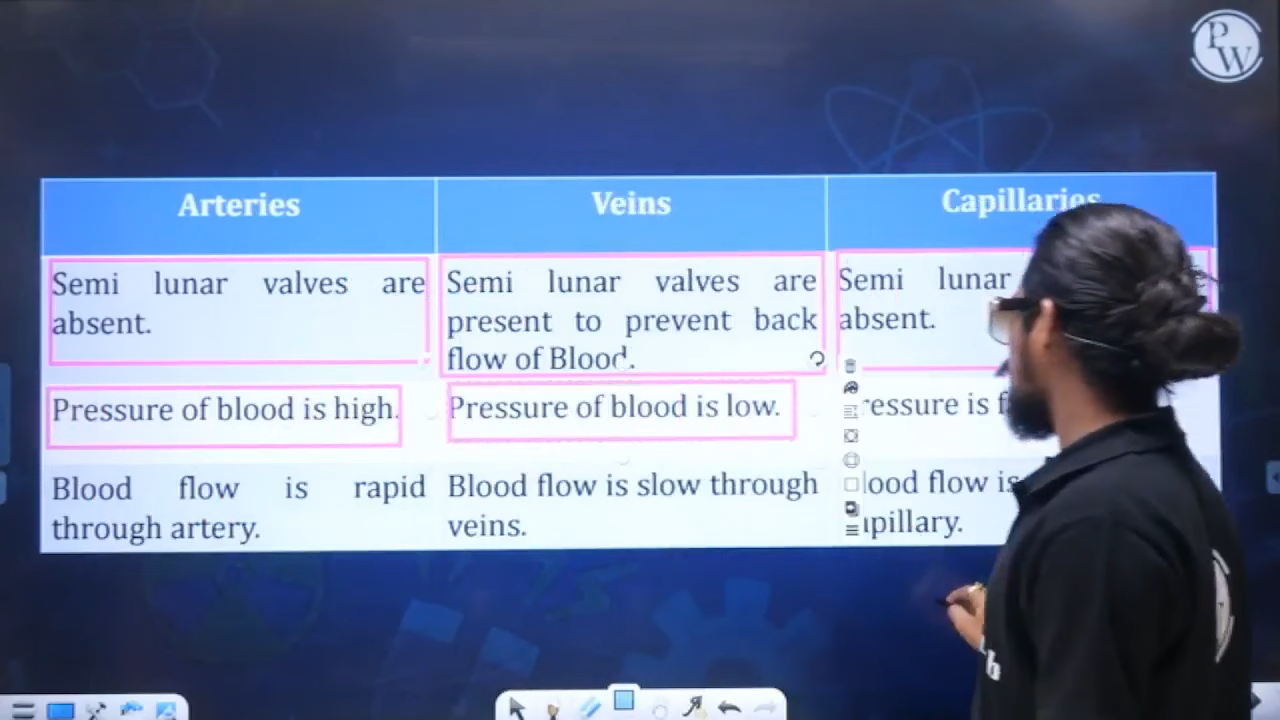 PW
Arteries Veins Capillaries
Semi lunar valves are
absent.
Semi lunar valves are
present to prevent back
flow of Blood.
Semi lunar
absent.
Pressure of blood is high.
Pressure of blood is low.
ressure is
Blood flow is rapid
through artery.
Blood flow is slow through
veins.
lood flow is
apillary.